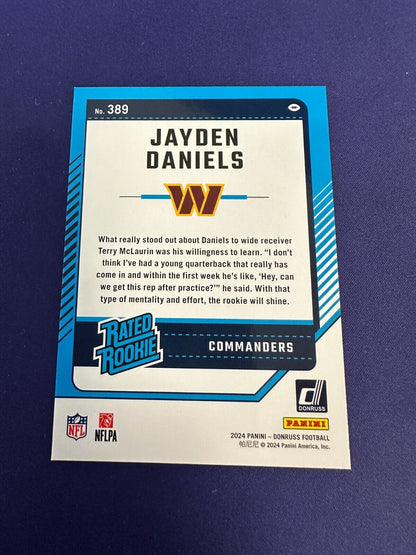 No. 389
JAYDEN
DANIELS
W
What really stood out about Daniels to wide receiver
Terry McLaurin was his willingness to learn. “I don’t
think I’ve had a young quarterback that really has
come in and within the first week he’s like, ‘Hey, can
we get this rep after practice?’” he said. With that
type of mentality and effort, the rookie will shine.
RATED
ROOKIE
COMMANDERS
DONRUSS
PANINI
NFL
NFLPA
2024 PANINI – DONRUSS FOOTBALL
帕尼尼 © 2024 Panini America, Inc.